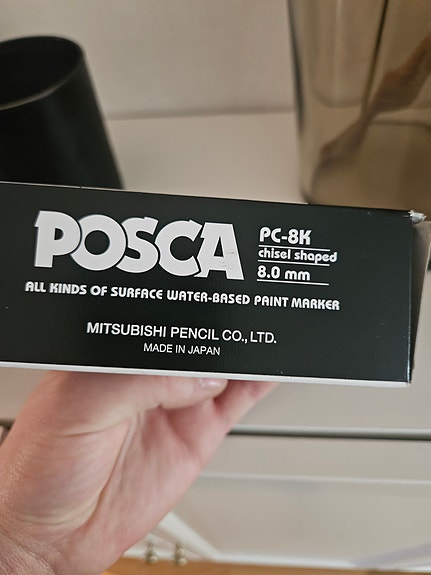 POSCA
PC-8K
chisel shaped
8.0 mm
ALL KINDS OF SURFACE WATER-BASED PAINT MARKER
MITSUBISHI PENCIL CO., LTD.
MADE IN JAPAN